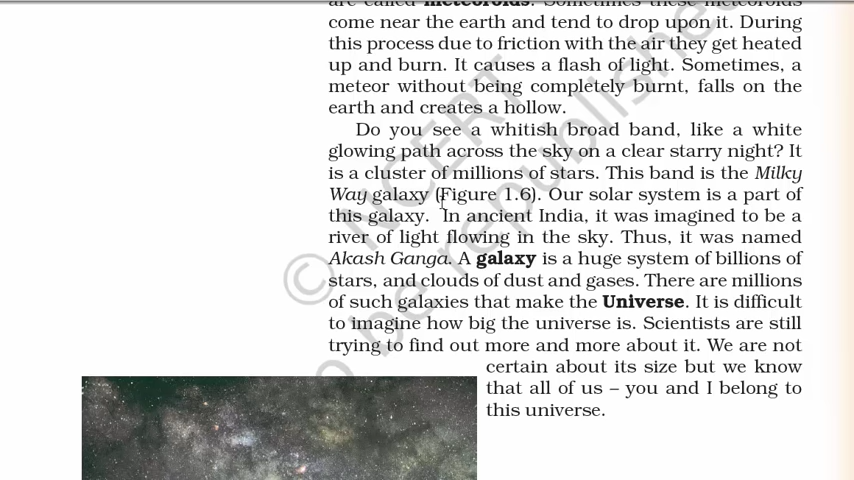 are called meteoroids. Sometimes these meteoroids
come near the earth and tend to drop upon it. During
this process due to friction with the air they get heated
up and burn. It causes a flash of light. Sometimes, a
meteor without being completely burnt, falls on the
earth and creates a hollow.
Do you see a whitish broad band, like a white
glowing path across the sky on a clear starry night? It
is a cluster of millions of stars. This band is the Milky
Way galaxy (Figure 1.6). Our solar system is a part of
this galaxy. In ancient India, it was imagined to be a
river of light flowing in the sky. Thus, it was named
Akash Ganga. A galaxy is a huge system of billions of
stars, and clouds of dust and gases. There are millions
of such galaxies that make the Universe. It is difficult
to imagine how big the universe is. Scientists are still
trying to find out more and more about it. We are not
certain about its size but we know
that all of us – you and I belong to
this universe.
© NCERT
o be republished